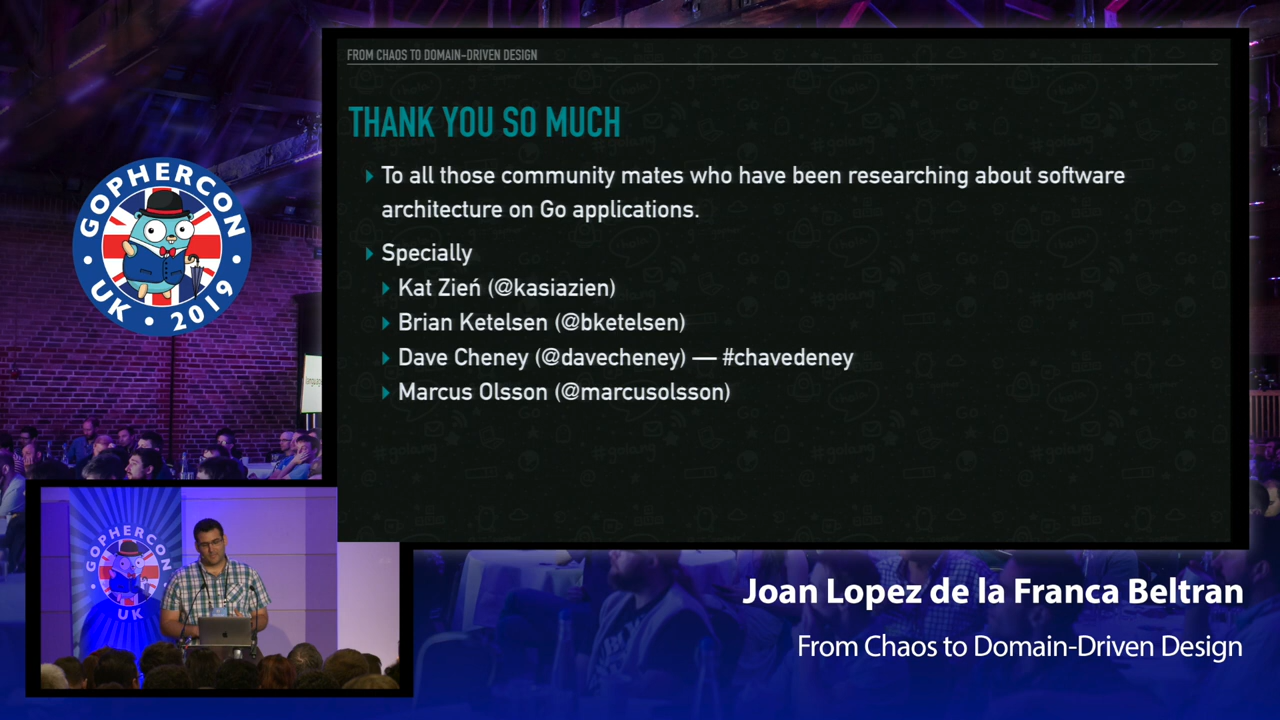 FROM CHAOS TO DOMAIN-DRIVEN DESIGN
THANK YOU SO MUCH
To all those community mates who have been researching about software
architecture on Go applications.
Specially
Kat Zień (@kasiazien)
Brian Ketelsen (@bketelsen)
Dave Cheney (@davecheney) — #chavedeney
Marcus Olsson (@marcusolsson)
GOPHERCON
UK • 2019
GOPHERCON
UK
Joan Lopez de la Franca Beltran
From Chaos to Domain-Driven Design